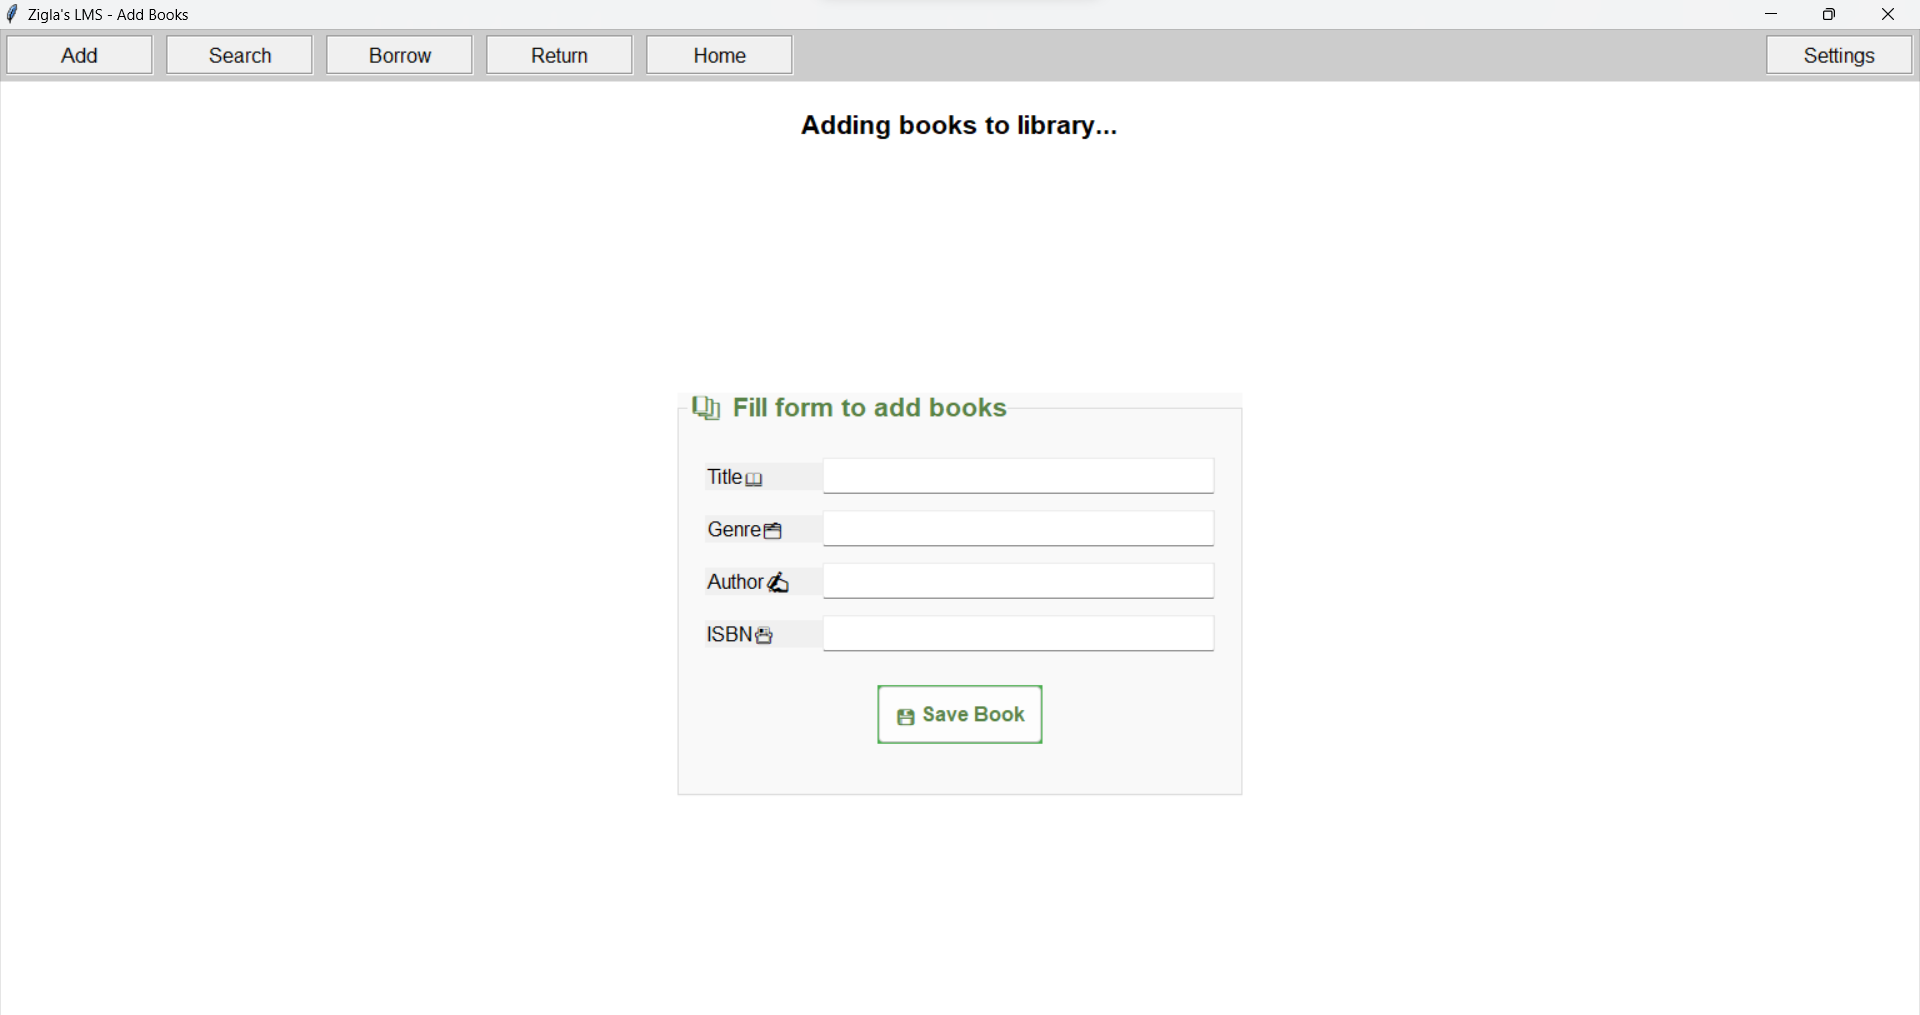 Zigla's LMS - Add Books
Add Search Borrow Return Home Settings
Adding books to library...
Fill form to add books
Title
Genre
Author
ISBN
Save Book